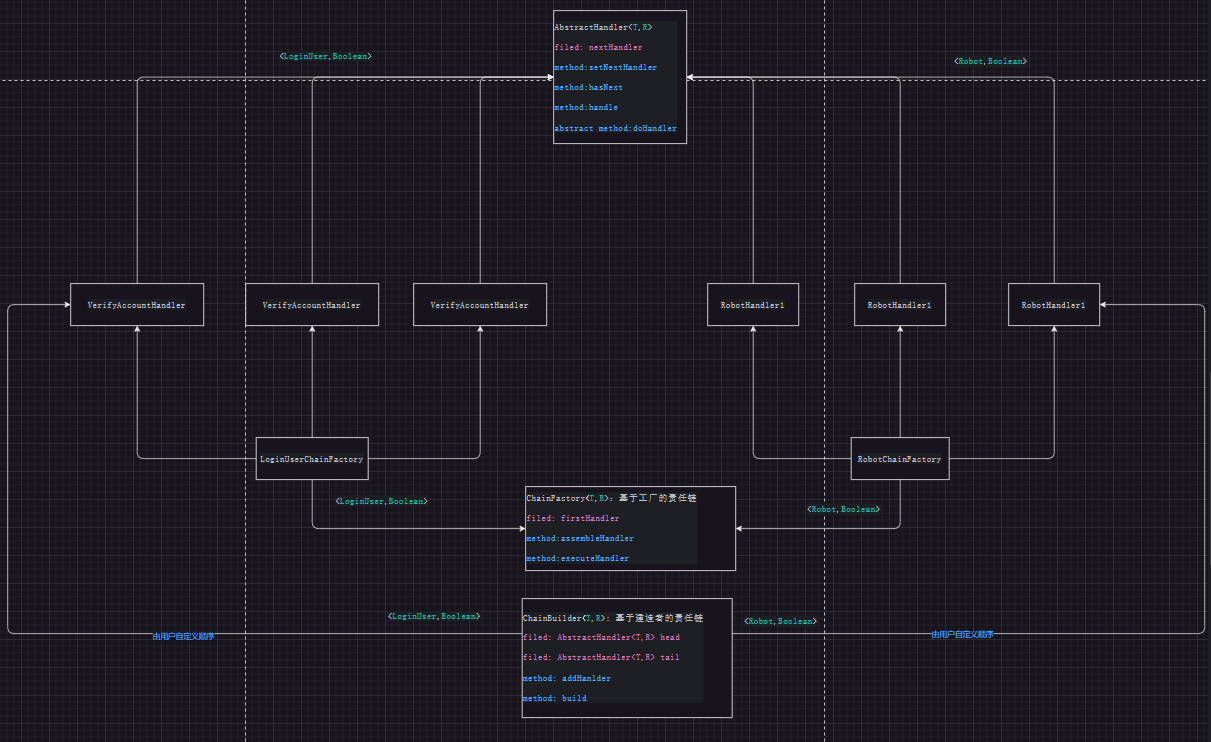 AbstractHandler<T,R>
filed: nextHandler
method:setNextHandler
method:hasNext
method:handle
abstract method:doHandler
<LoginUser,Boolean>
<Robot,Boolean>
VerifyAccountHandler
VerifyAccountHandler
VerifyAccountHandler
RobotHandler1
RobotHandler1
RobotHandler1
LoginUserChainFactory
RobotChainFactory
<LoginUser,Boolean>
<Robot,Boolean>
ChainFactory<T,R>: 基于工厂的责任链
filed: firstHandler
method:assembleHandler
method:executeHandler
<LoginUser,Boolean>
<Robot,Boolean>
ChainBuilder<T,R>: 基于建造者的责任链
filed: AbstractHandler<T,R> head
filed: AbstractHandler<T,R> tail
method: addHanlder
method: build
由用户自定义顺序
由用户自定义顺序